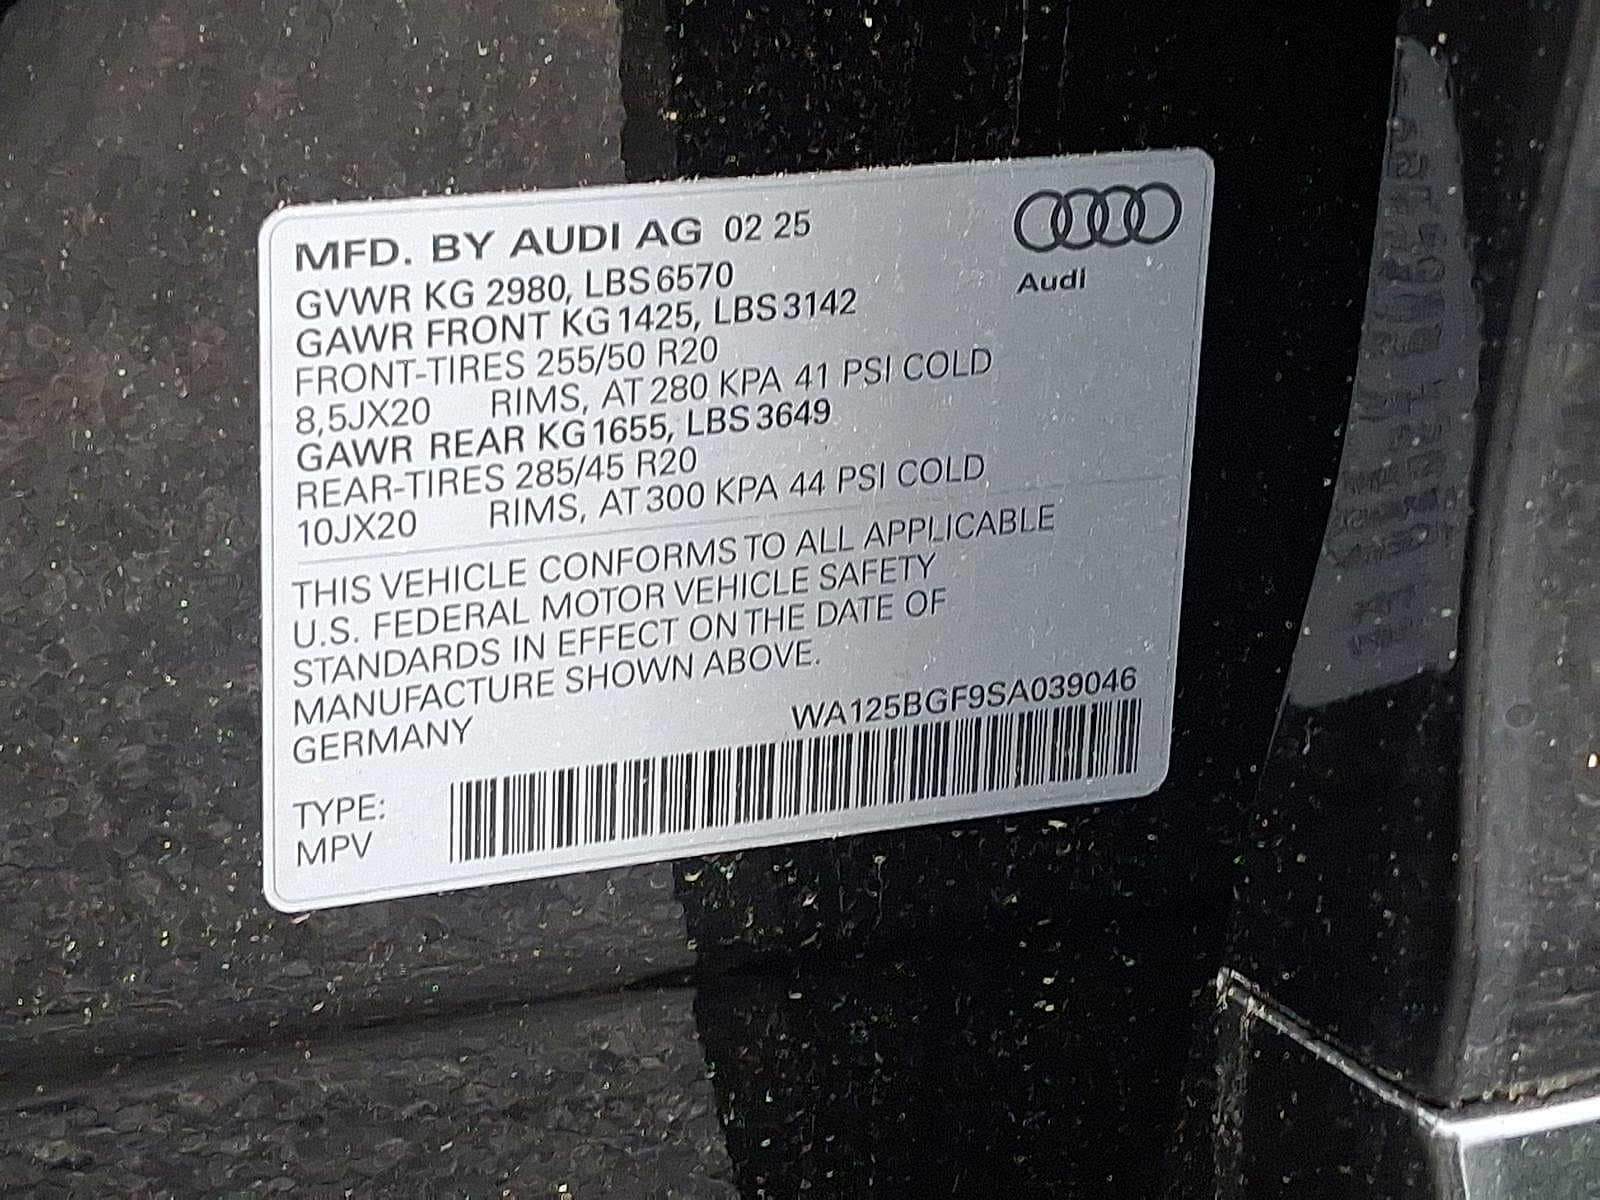 MFD. BY AUDI AG 02 25
Audi
GVWR KG 2980, LBS 6570
GAWR FRONT KG 1425, LBS 3142
FRONT-TIRES 255/50 R20
8,5JX20 RIMS, AT 280 KPA 41 PSI COLD
GAWR REAR KG 1655, LBS 3649
REAR-TIRES 285/45 R20
10JX20 RIMS, AT 300 KPA 44 PSI COLD
THIS VEHICLE CONFORMS TO ALL APPLICABLE
U.S. FEDERAL MOTOR VEHICLE SAFETY
STANDARDS IN EFFECT ON THE DATE OF
MANUFACTURE SHOWN ABOVE.
GERMANY
WA125BGF9SA039046
TYPE:
MPV